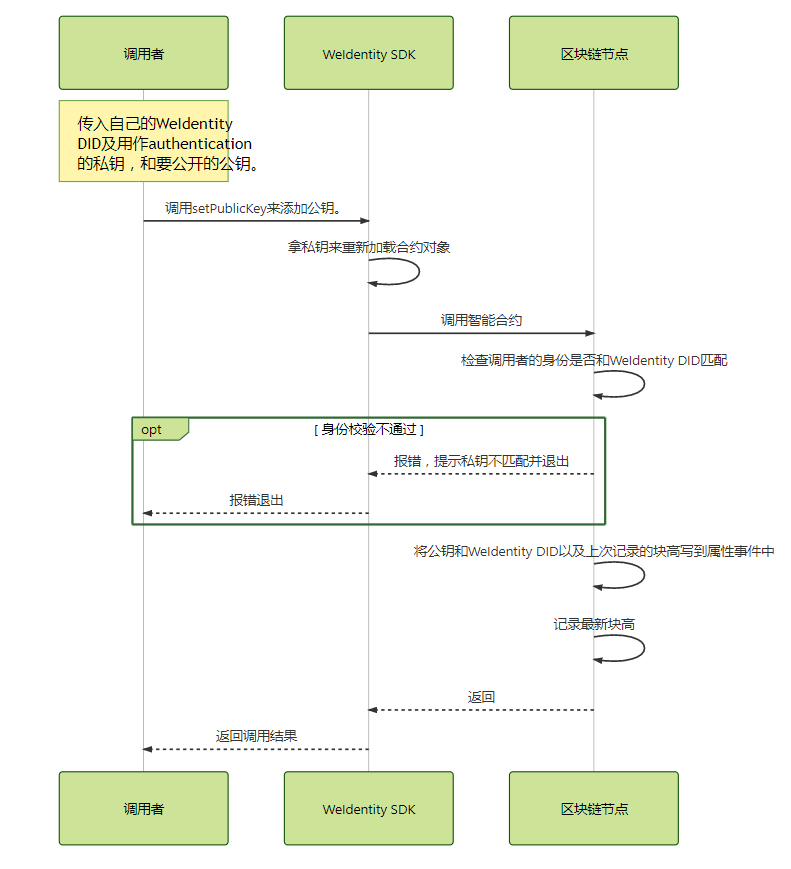 调用者
WeIdentity SDK
区块链节点
传入自己的WeIdentity
DID及用作authentication
的私钥，和要公开的公钥。
调用setPublicKey来添加公钥。
拿私钥来重新加载合约对象
调用智能合约
检查调用者的身份是否和WeIdentity DID匹配
opt
[ 身份校验不通过 ]
报错，提示私钥不匹配并退出
报错退出
将公钥和WeIdentity DID以及上次记录的块高写到属性事件中
记录最新块高
返回
返回调用结果
调用者
WeIdentity SDK
区块链节点